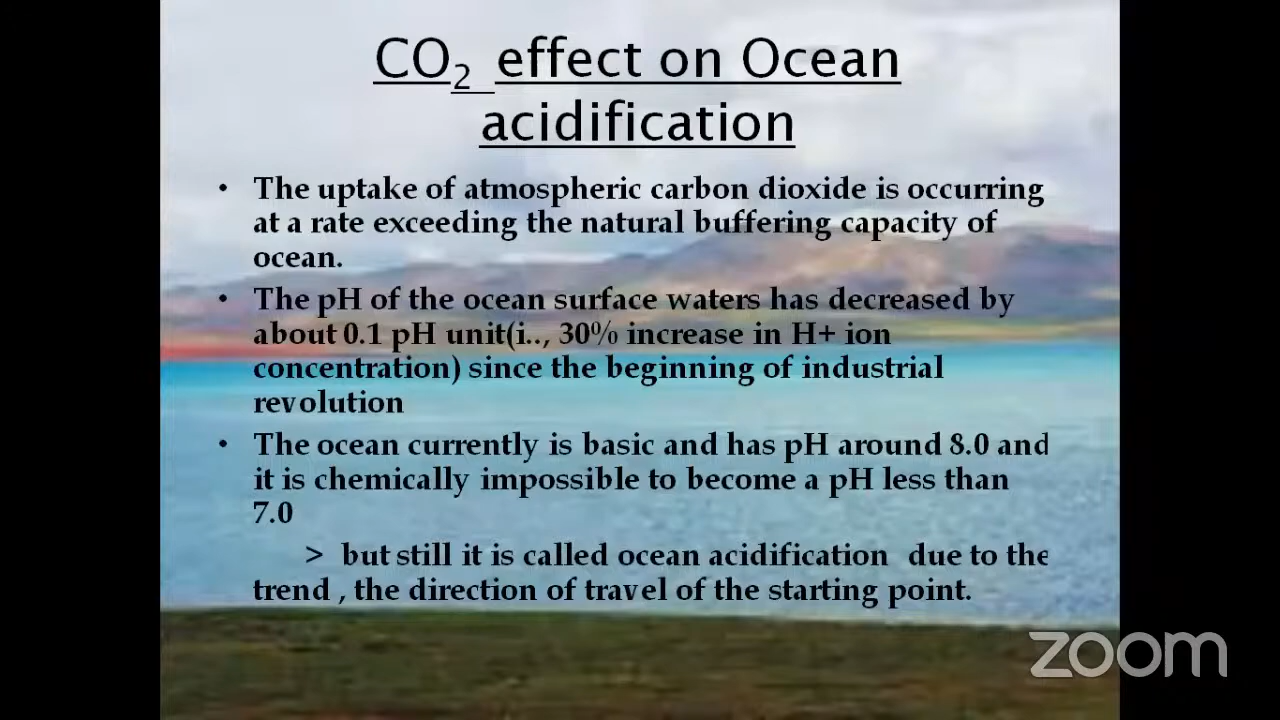 CO₂ effect on Ocean
acidification
• The uptake of atmospheric carbon dioxide is occurring
at a rate exceeding the natural buffering capacity of
ocean.
• The pH of the ocean surface waters has decreased by
about 0.1 pH unit(i.., 30% increase in H+ ion
concentration) since the beginning of industrial
revolution
• The ocean currently is basic and has pH around 8.0 and
it is chemically impossible to become a pH less than
7.0
> but still it is called ocean acidification due to the
trend , the direction of travel of the starting point.
zoom